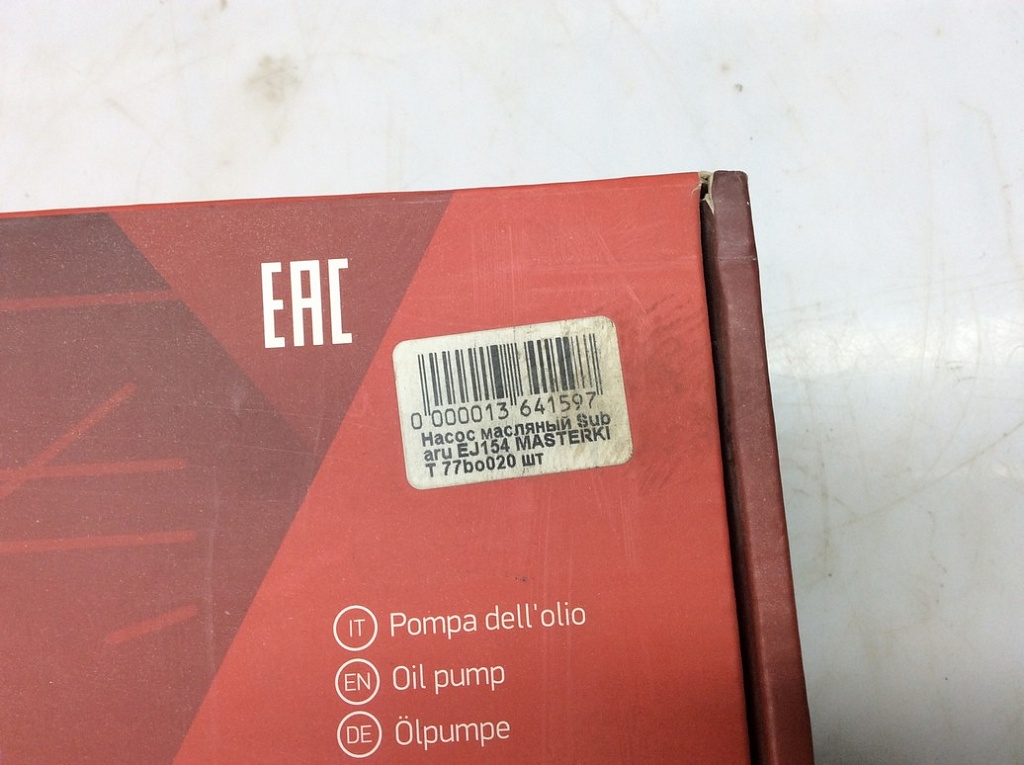 EAC
0 000013 641597
Насос масляный Sub
aru EJ154 MASTERKI
T 77bo020 шт
IT Pompa dell'olio
EN Oil pump
DE Ölpumpe